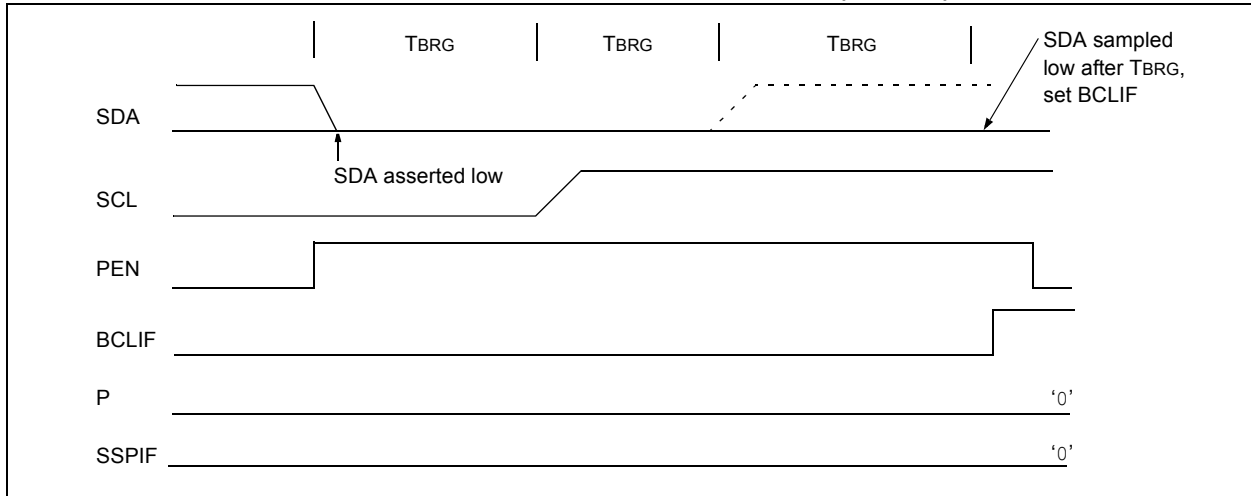 TBRG TBRG TBRG
SDA sampled
low after TBRG,
set BCLIF
SDA
SDA asserted low
SCL
PEN
BCLIF
P
‘0’
SSPIF
‘0’